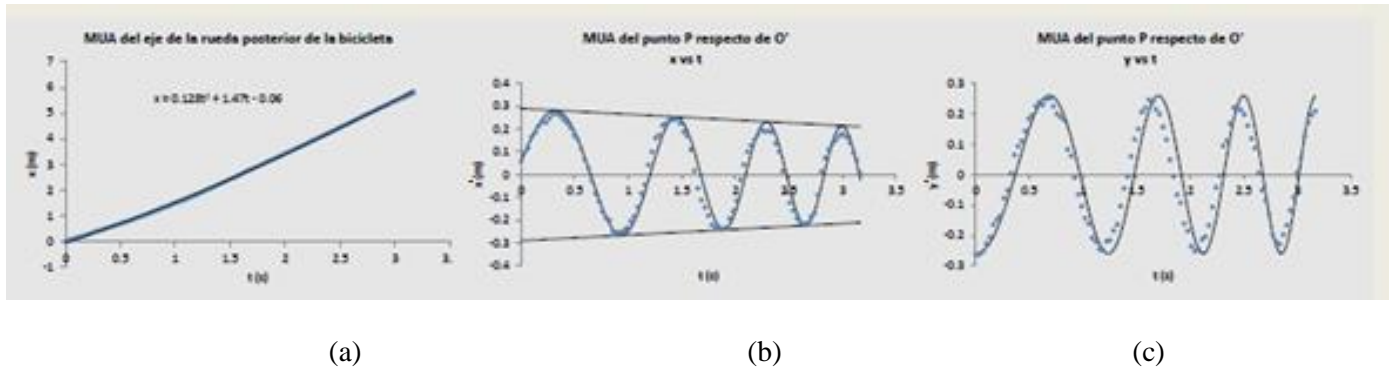 MUA del eje de la rueda posterior de la bicicleta
7
6
5
4
3
2
1
0
-1
x (m)
x = 0.128t² + 1.47t - 0.06
0 0.5 1 1.5 2 2.5 3 3.
t (s)
MUA del punto P respecto de O'
x vs t
0.4
0.3
0.2
0.1
0
-0.1
-0.2
-0.3
-0.4
x'(m)
0 0.5 1 1.5 2 2.5 3 3.5
t (s)
MUA del punto P respecto de O'
y vs t
0.3
0.2
0.1
0
-0.1
-0.2
-0.3
y'(m)
0 0.5 1 1.5 2 2.5 3 3.5
t (s)
(a) (b) (c)